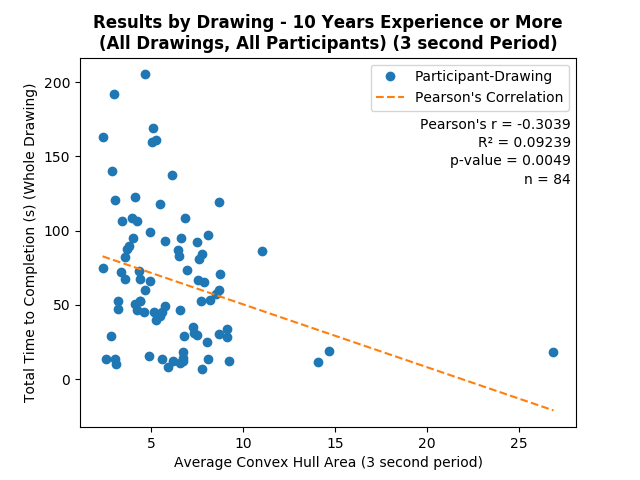 Results by Drawing - 10 Years Experience or More
(All Drawings, All Participants) (3 second Period)
Participant-Drawing
Pearson's Correlation
Pearson's r = -0.3039
R² = 0.09239
p-value = 0.0049
n = 84
Total Time to Completion (s) (Whole Drawing)
200
150
100
50
0
5
10
15
20
25
Average Convex Hull Area (3 second period)